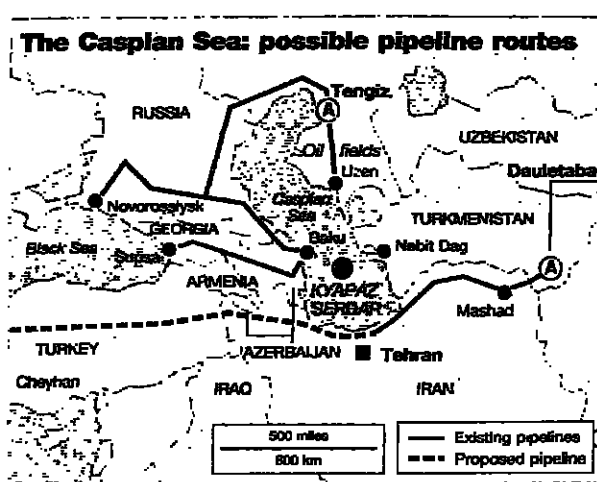 The Caspian Sea: possible pipeline routes
Tengiz
RUSSIA
A
UZBEKISTAN
Oil fields
Uzen
Dauletaba
Caspian
Sea
Novorossiysk
TURKMENISTAN
GEORGIA
Black Sea
Supsa
Baku
Nebit Dag
A
ARMENIA
KYAPAZ
SERDAR
Mashad
TURKEY
AZERBAIJAN
Tehran
Cheyhan
IRAQ
IRAN
500 miles
800 km
Existing pipelines
Proposed pipeline